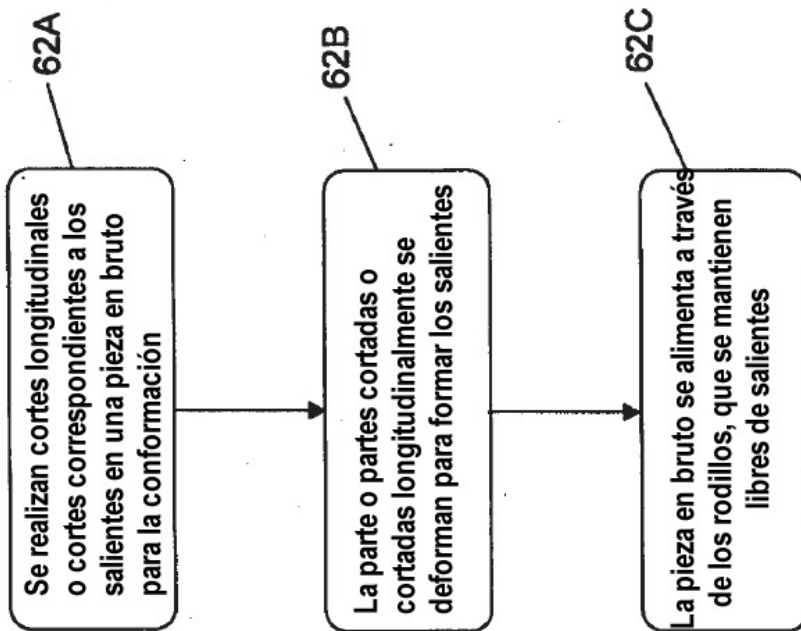 62A
Se realizan cortes longitudinales
o cortes correspondientes a los
salientes en una pieza en bruto
para la conformación
62B
La parte o partes cortadas o
cortadas longitudinalmente se
deforman para formar los salientes
62C
La pieza en bruto se alimenta a través
de los rodillos, que se mantienen
libres de salientes